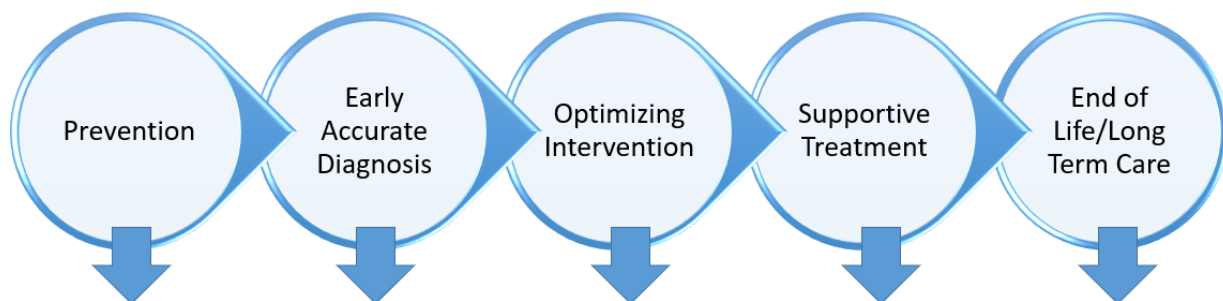 Prevention
Early
Accurate
Diagnosis
Optimizing
Intervention
Supportive
Treatment
End of
Life/Long
Term Care